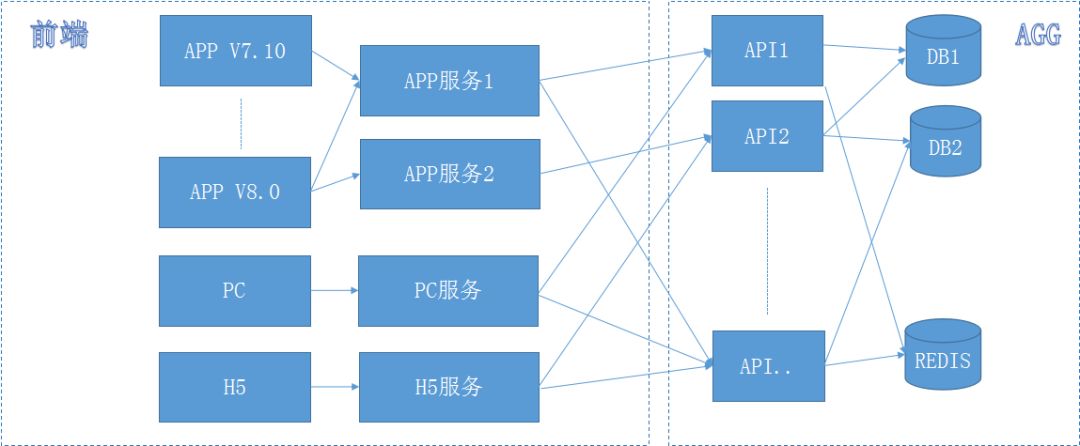 前端
APP V7.10
APP V8.0
PC
H5
APP服务1
APP服务2
PC服务
H5服务
AGG
API1
API2
API..
DB1
DB2
REDIS